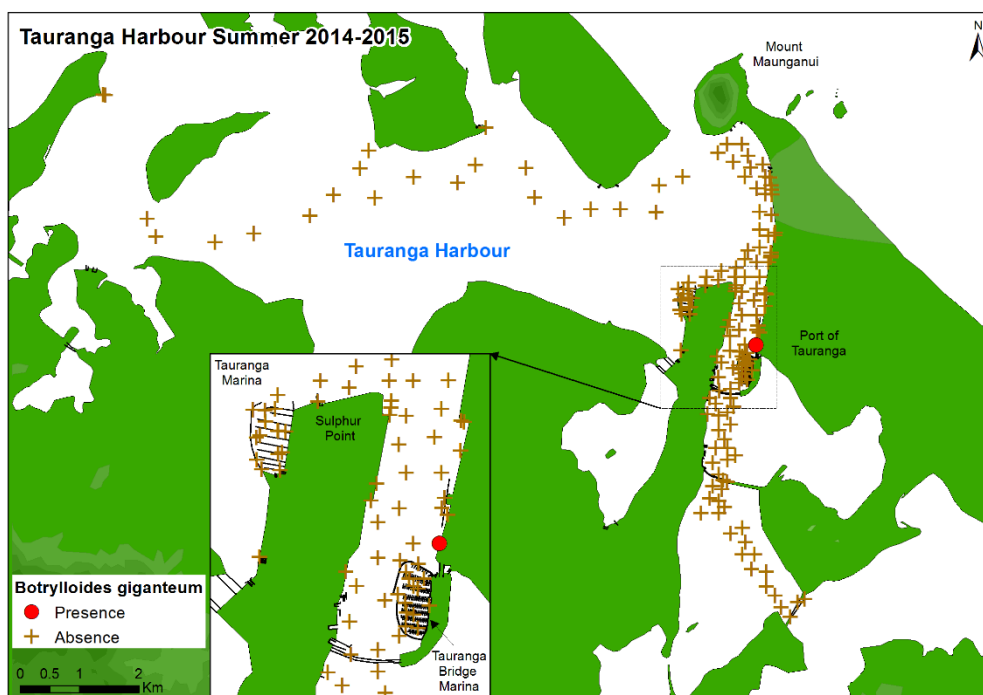 Tauranga Harbour Summer 2014-2015
N
Mount
Maunganui
Tauranga Harbour
Port of
Tauranga
Tauranga
Marina
Sulphur
Point
Tauranga
Bridge
Marina
Botrylloides giganteum
Presence
Absence
0 0.5 1 2
Km